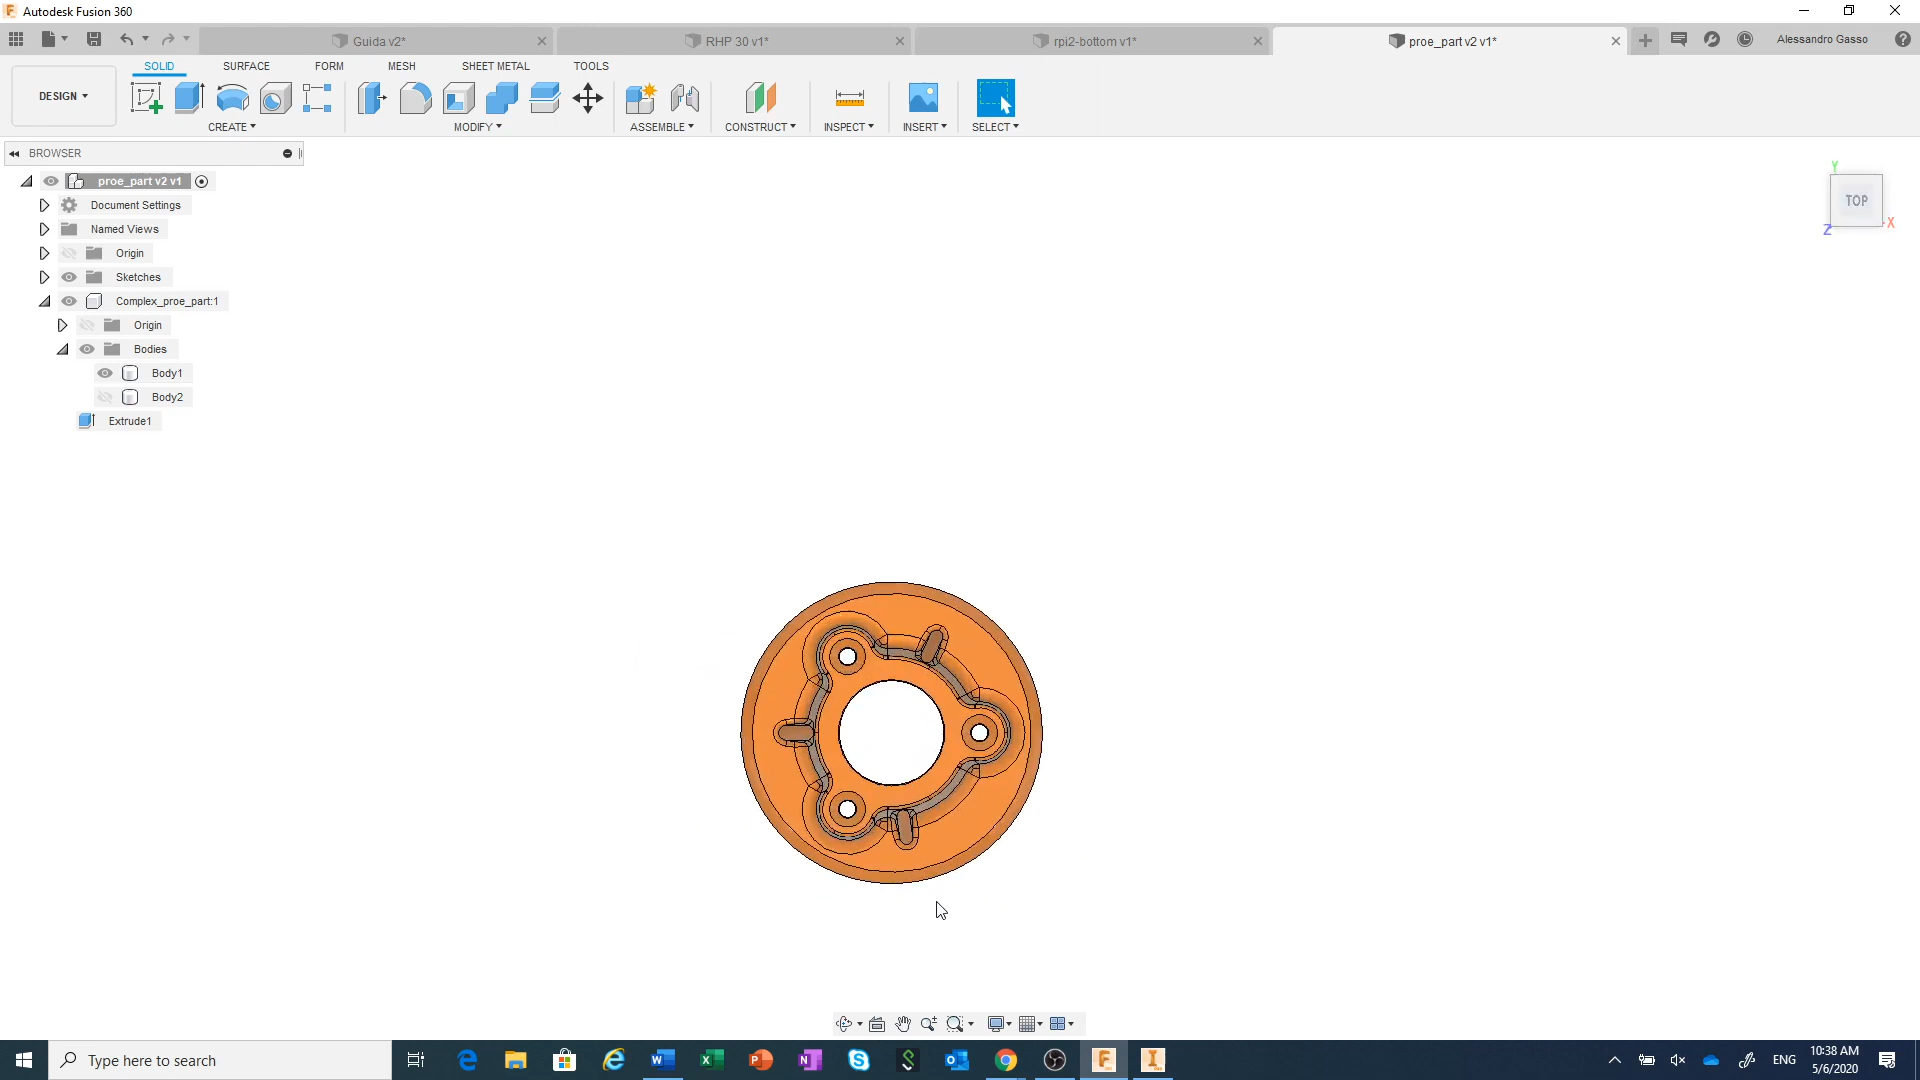 Autodesk Fusion 360
Guida v2*
RHP 30 v1*
rpi2-bottom v1*
proe_part v2 v1*
Alessandro Gasso
SOLID
SURFACE
FORM
MESH
SHEET METAL
TOOLS
DESIGN
CREATE
MODIFY
ASSEMBLE
CONSTRUCT
INSPECT
INSERT
SELECT
BROWSER
proe_part v2 v1
Document Settings
Named Views
Origin
Sketches
Complex_proe_part:1
Origin
Bodies
Body1
Body2
Extrude1
Y
TOP
X
Z
Type here to search
ENG
10:38 AM
5/6/2020